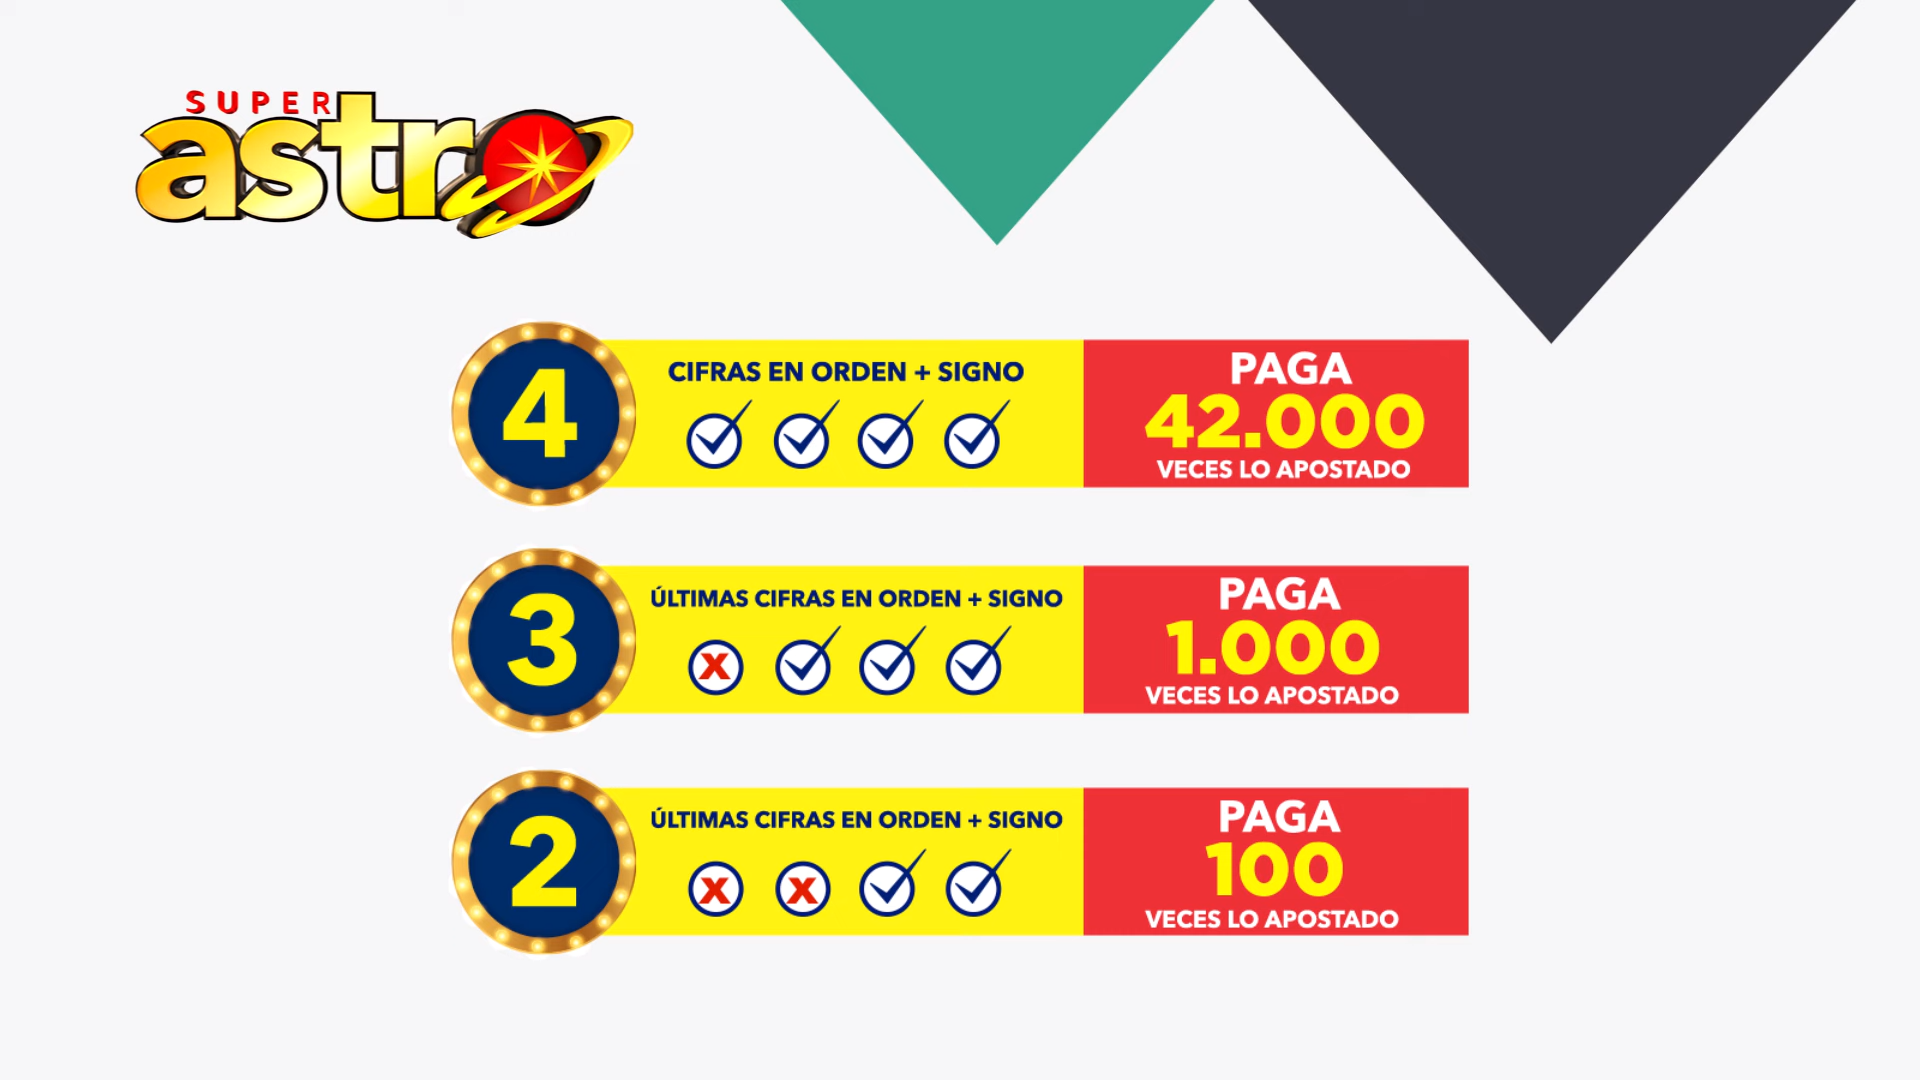 SUPER
astro
4
CIFRAS EN ORDEN + SIGNO
PAGA
42.000
VECES LO APOSTADO
3
ÚLTIMAS CIFRAS EN ORDEN + SIGNO
X
PAGA
1.000
VECES LO APOSTADO
2
ÚLTIMAS CIFRAS EN ORDEN + SIGNO
X X
PAGA
100
VECES LO APOSTADO